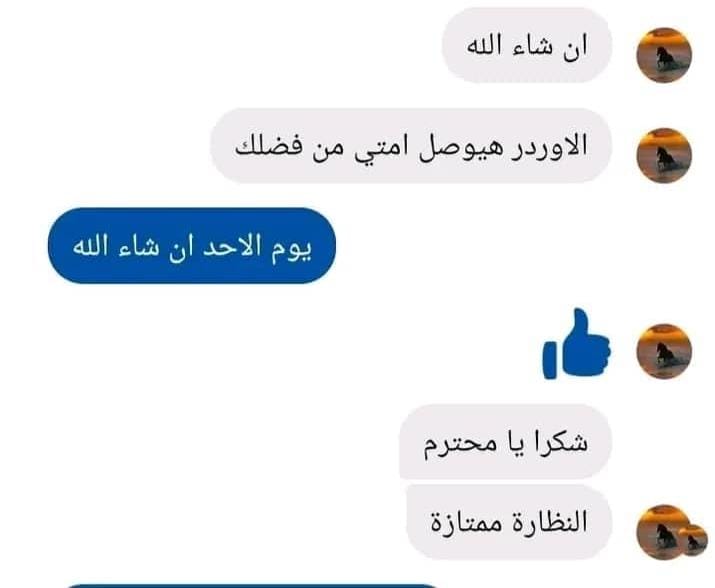 ان شاء الله
الاوردر هيوصل امتي من فضلك
يوم الاحد ان شاء الله
شكرا يا محترم
النظارة ممتازة